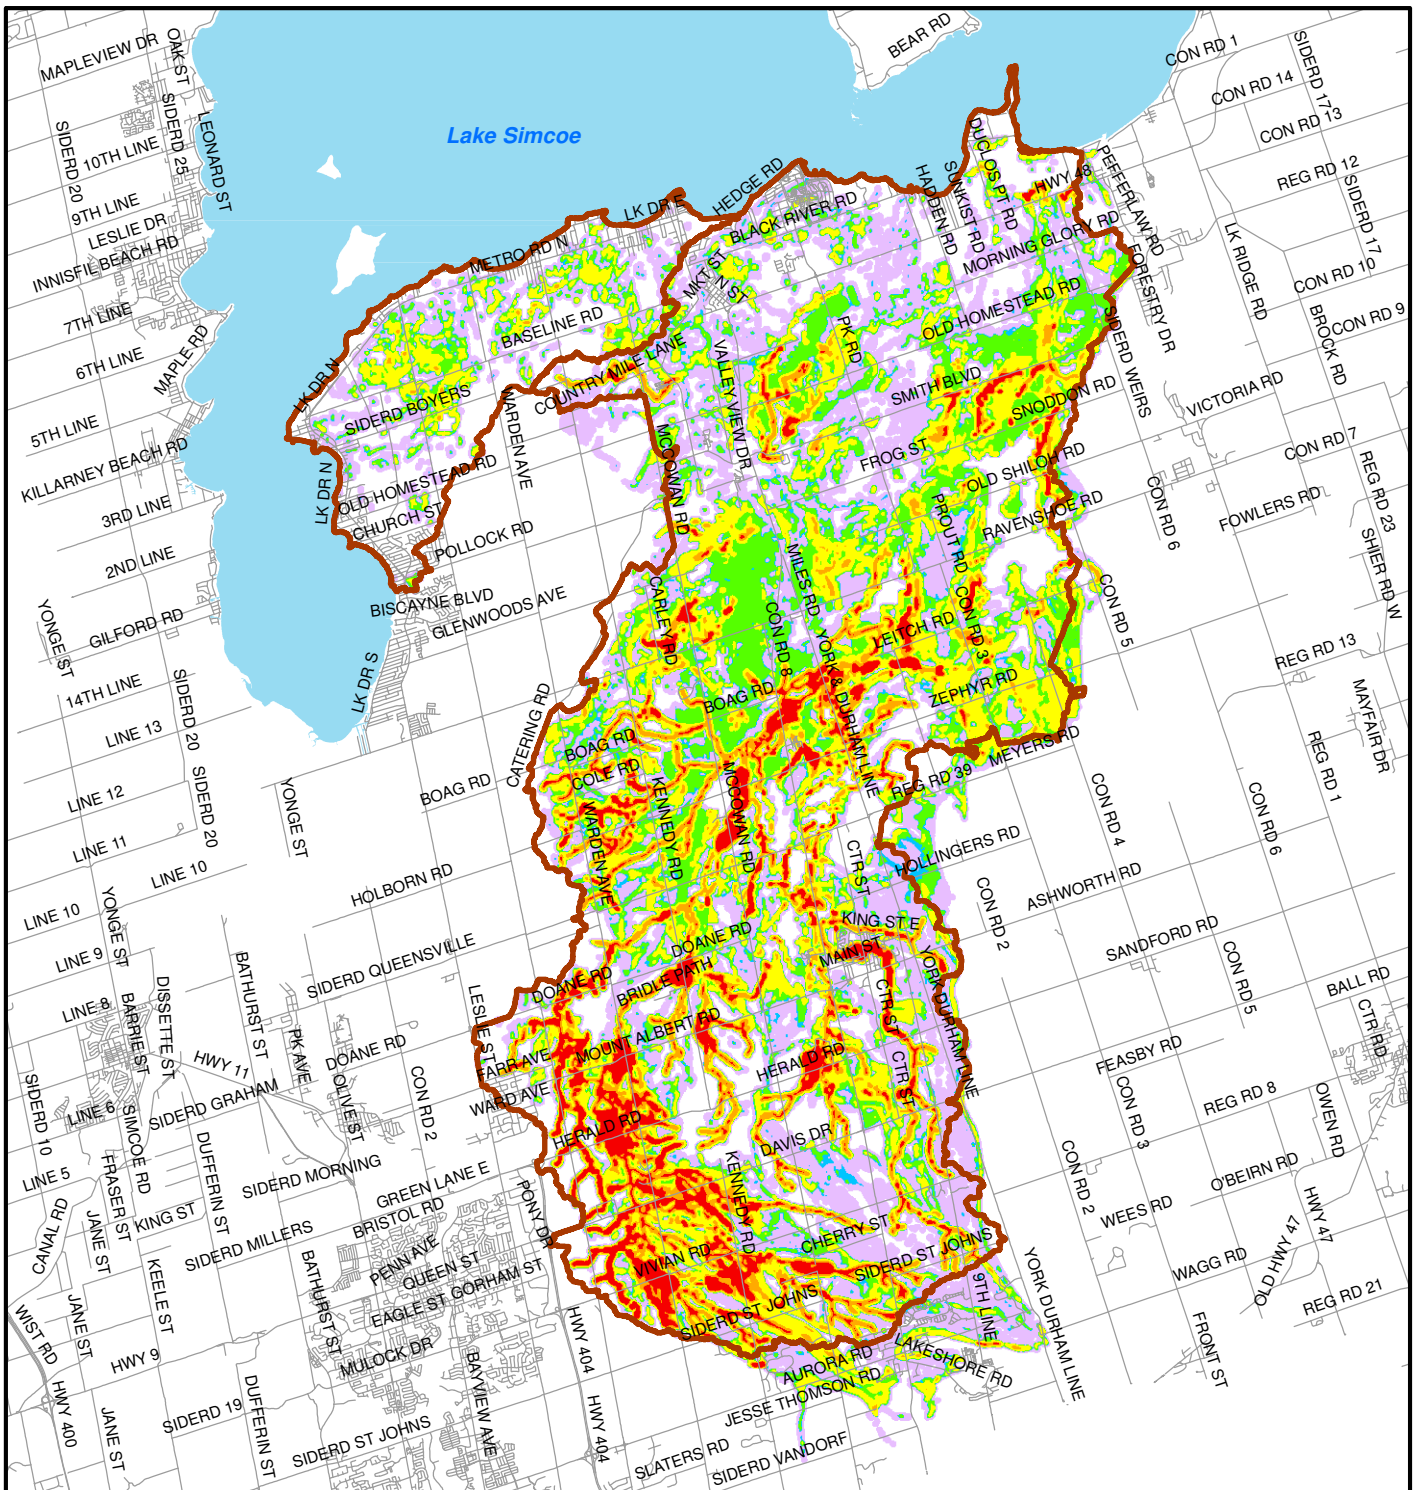 BEAR RD
MAPLEVIEW DR
OAK ST
CON RD 1
SIDERD 17
CON RD 14
CON RD 13
SIDERD 25
LEONARD ST
SIDERD 20
10TH LINE
Lake Simcoe
DUCLOS PT RD
PEFFERLAW RD
REG RD 12
HEDGE RD
HADDEN RD
SUNKIST RD
HWY 48
SIDERD 17
9TH LINE
LESLIE DR
INNISFIL BEACH RD
LK DR E
BLACK RIVER RD
MORNING GLORY RD
LK RIDGE RD
METRO RD N
MKT ST
N ST
FORESTRY DR
CON RD 10
7TH LINE
BASELINE RD
PK RD
OLD HOMESTEAD RD
BROCK RD
CON RD 9
6TH LINE
MAPLE RD
COUNTRY MILE LANE
VALLEY VIEW DR
SIDERD WEIRS
LK DR N
SIDERD BOYERS
WARDEN AVE
SMITH BLVD
SNODDON RD
VICTORIA RD
5TH LINE
KILLARNEY BEACH RD
MCCOWAN RD
FROG ST
CON RD 7
REG RD 23
3RD LINE
LK DR N
OLD HOMESTEAD RD
CHURCH ST
POLLOCK RD
PROUT RD
OLD SHILOH RD
RAVENSHOE RD
CON RD 6
FOWLERS RD
SHIER RD W
2ND LINE
MILES RD
YONGE ST
GILFORD RD
BISCAYNE BLVD
GLENWOODS AVE
CARLEY RD
CON RD 8
YORK & DURHAM LINE
LEITCH RD
CON RD 3
CON RD 5
REG RD 13
14TH LINE
SIDERD 20
LK DR S
BOAG RD
ZEPHYR RD
MAYFAIR DR
LINE 13
CATERING RD
BOAG RD
MEYERS RD
REG RD 1
LINE 12
SIDERD 20
YONGE ST
BOAG RD
COLE RD
KENNEDY RD
MCCOWAN RD
REG RD 39
CON RD 4
CON RD 6
LINE 11
WARDEN AVE
CTR ST
HOLLINGERS RD
LINE 10
LINE 10
HOLBORN RD
CON RD 2
ASHWORTH RD
YONGE ST
KING ST E
LINE 9
BATHURST ST
SIDERD QUEENSVILLE
DOANE RD
MAIN ST
YORK DURHAM LINE
SANDFORD RD
CON RD 5
BALL RD
LINE 8
BARRIE ST
DISSETTE ST
LESLIE ST
DOANE RD
BRIDLE PATH
CTR ST
CTR RD
HWY 11
PK AVE
DOANE RD
FARR AVE
MOUNT ALBERT RD
HERALD RD
CTR ST
FEASBY RD
SIDERD 10
LINE 6
SIMCOE RD
SIDERD GRAHAM
OLIVE ST
CON RD 2
WARD AVE
HERALD RD
CON RD 3
REG RD 8
OWEN RD
LINE 5
FRASER ST
DUFFERIN ST
SIDERD MORNING
DAVIS DR
CON RD 2
O'BEIRN RD
CANAL RD
JANE ST
KING ST
GREEN LANE E
BRISTOL RD
PONY DR
KENNEDY RD
CHERRY ST
WEES RD
HWY 47
SIDERD MILLERS
PENN AVE
QUEEN ST
EAGLE ST
GORHAM ST
VIVIAN RD
SIDERD ST JOHNS
WAGG RD
OLD HWY 47
KEELE ST
BATHURST ST
SIDERD ST JOHNS
9TH LINE
YORK DURHAM LINE
REG RD 21
WIST RD
JANE ST
HWY 9
MULOCK DR
HWY 404
AURORA RD
LAKESHORE RD
FRONT ST
HWY 400
DUFFERIN ST
BAYVIEW AVE
JESSE THOMSON RD
JANE ST
SIDERD 19
SIDERD ST JOHNS
HWY 404
SLATERS RD
SIDERD VANDORF